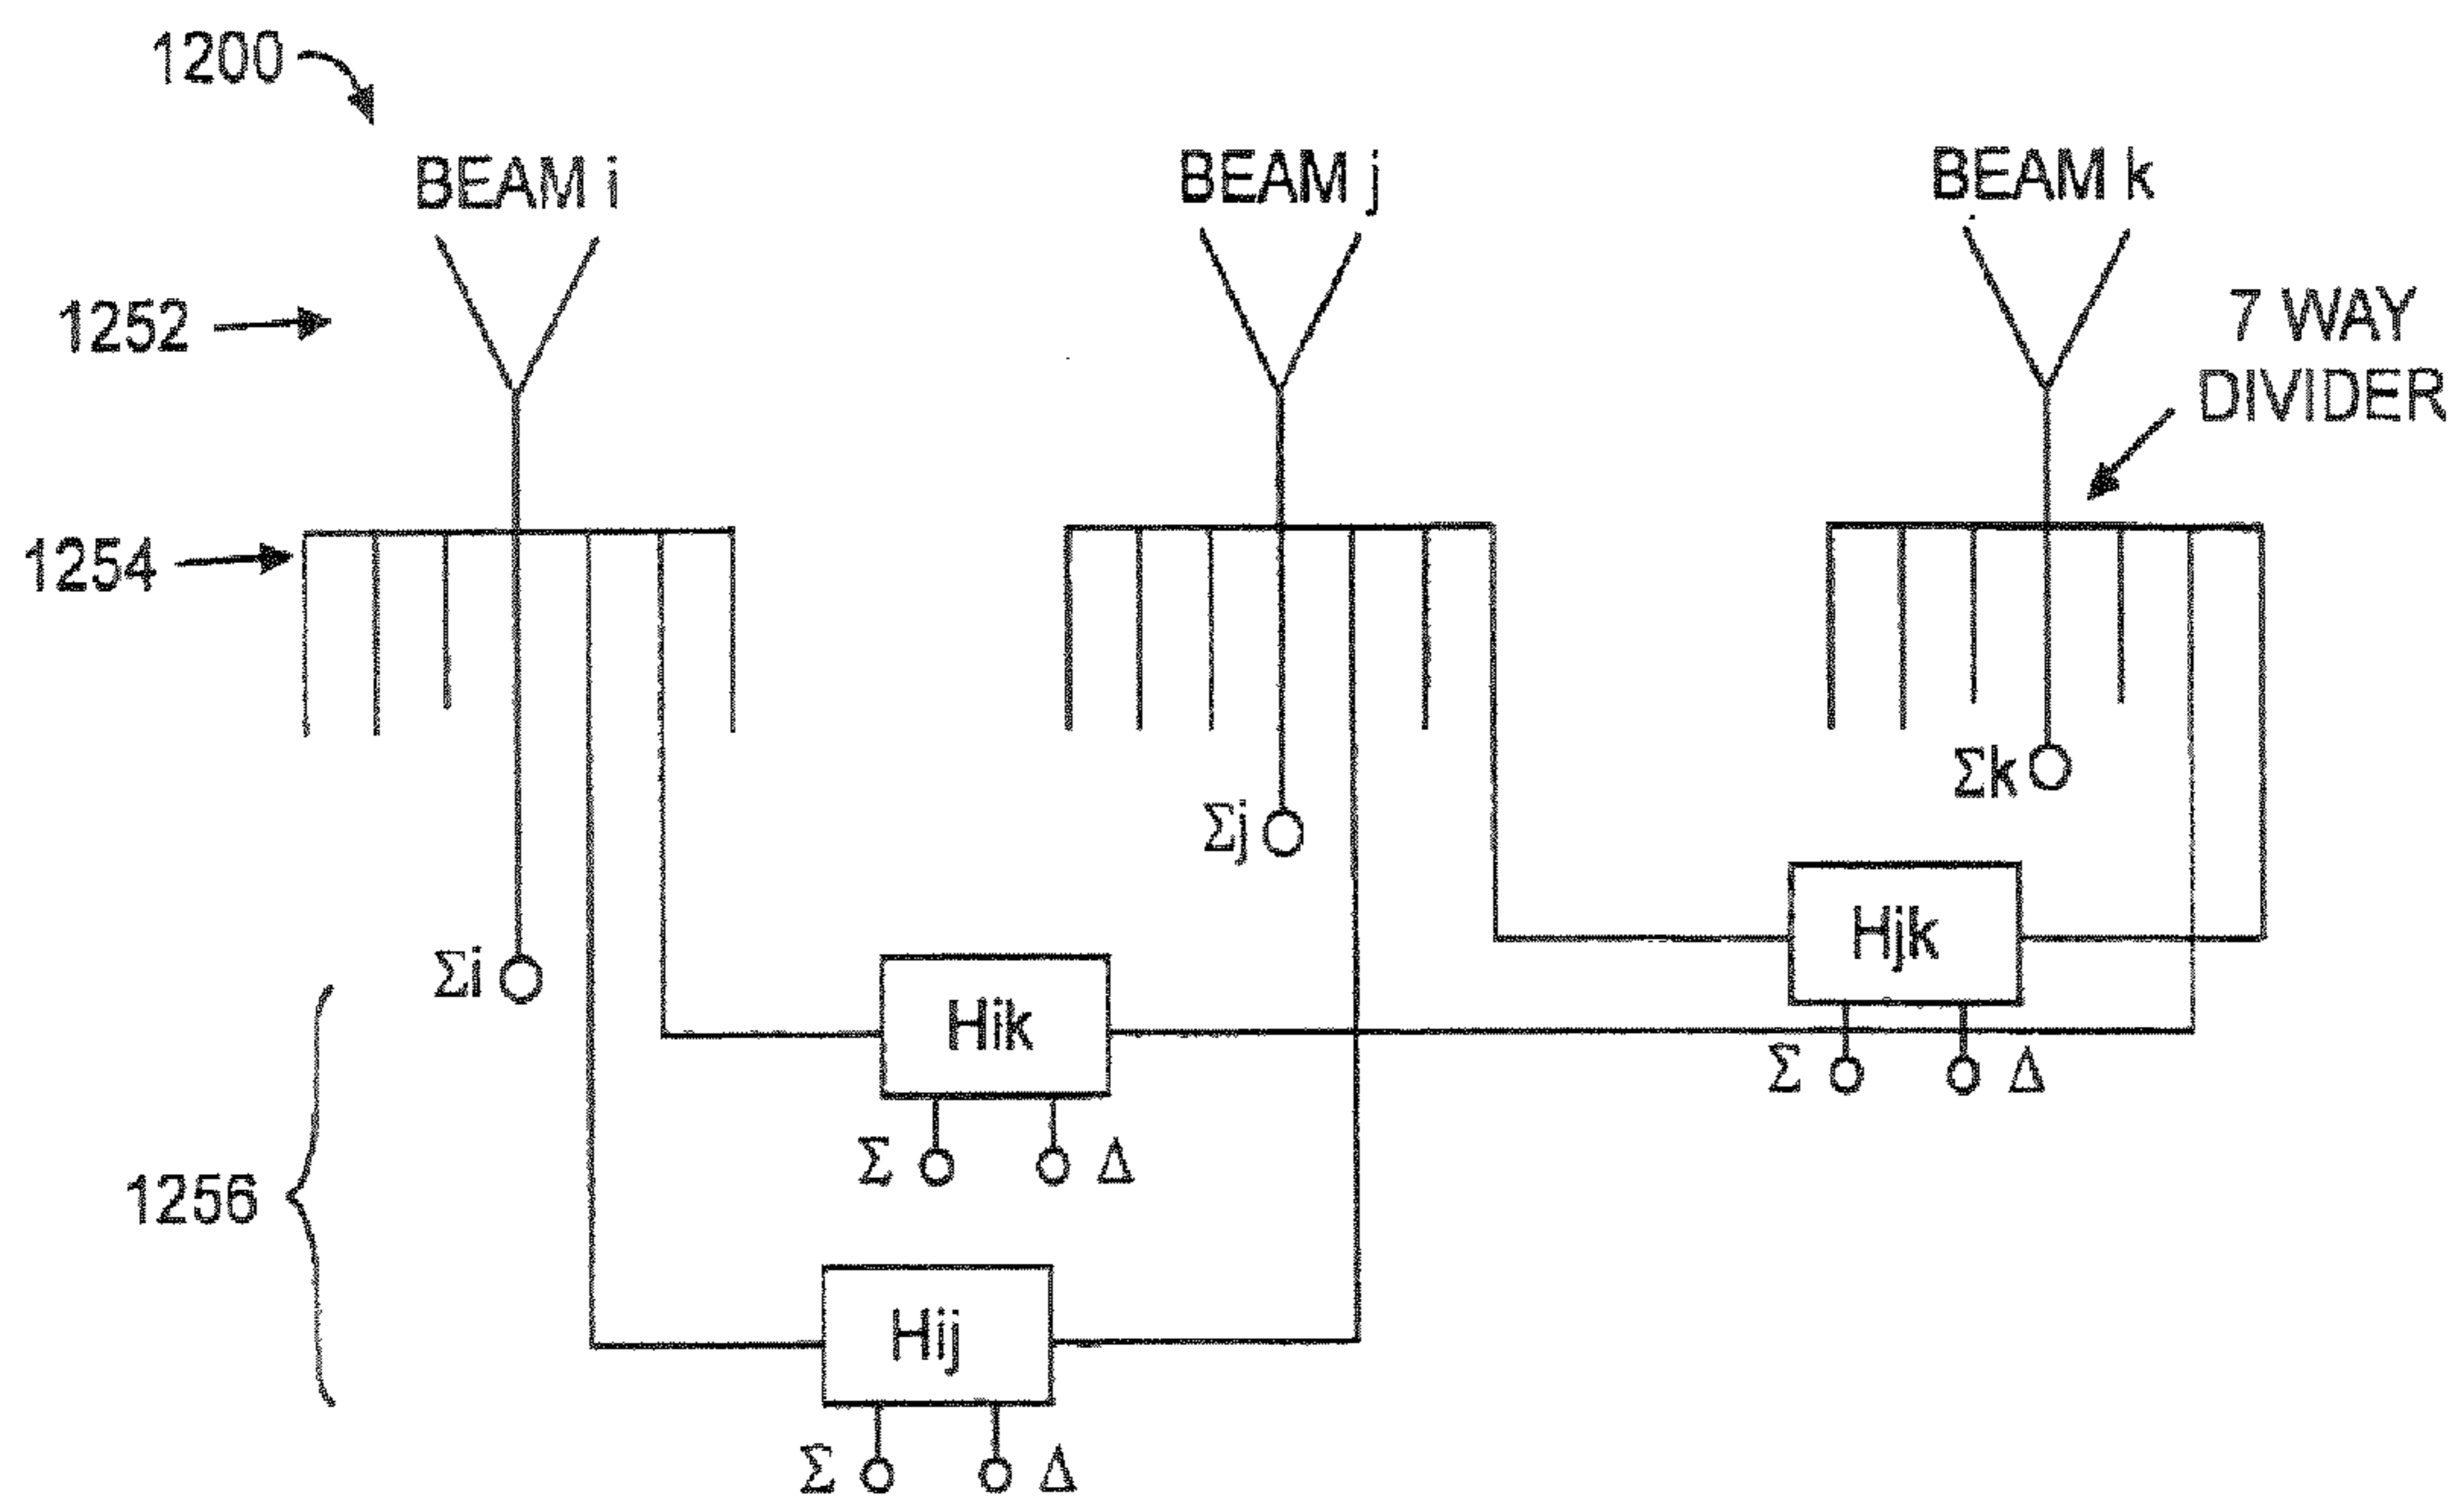 1200
BEAM i
BEAM j
BEAM k
1252
7 WAY
DIVIDER
1254
Σk
Σj
Hjk
Σi
Hik
Σ
Δ
Σ
Δ
1256
Hij
Σ
Δ